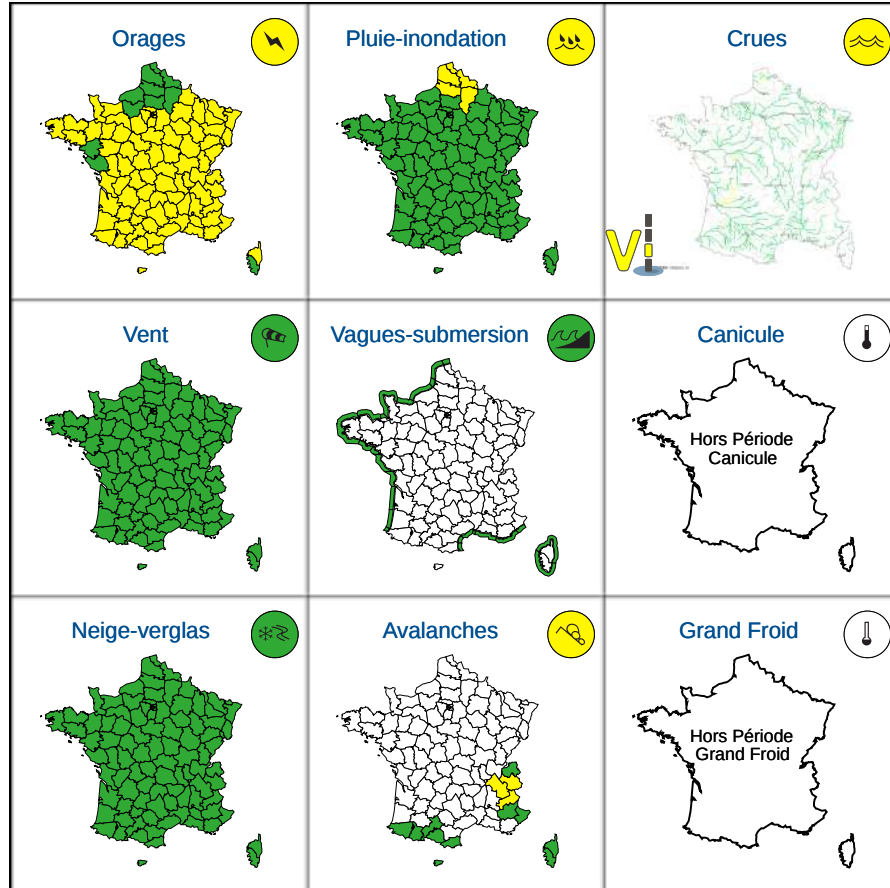 Orages
Pluie-inondation
Crues
Vi
Vent
Vagues-submersion
Canicule
Hors Période
Canicule
Neige-verglas
Avalanches
Grand Froid
Hors Période
Grand Froid